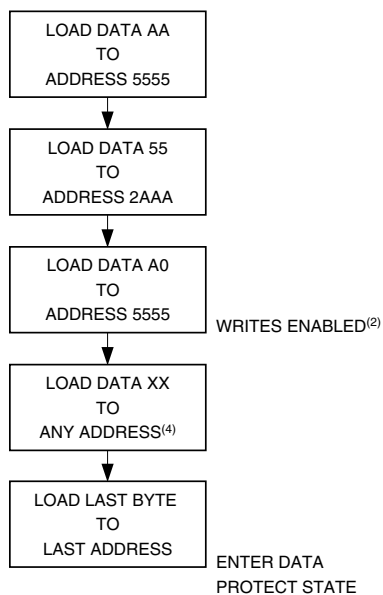 LOAD DATA AA
TO
ADDRESS 5555
LOAD DATA 55
TO
ADDRESS 2AAA
LOAD DATA A0
TO
ADDRESS 5555
WRITES ENABLED(2)
LOAD DATA XX
TO
ANY ADDRESS(4)
LOAD LAST BYTE
TO
LAST ADDRESS
ENTER DATA
PROTECT STATE